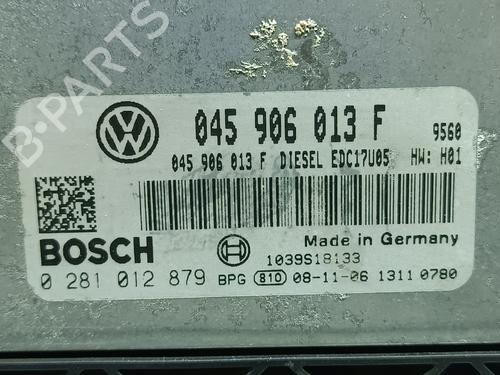 B-PARTS
045 906 013 F
9560
045 906 013 F DIESEL EDC17U05 HW: H01
BOSCH
Made in Germany
1039S18133
0 281 012 879 BPG 810 08-11-06 1311 0780